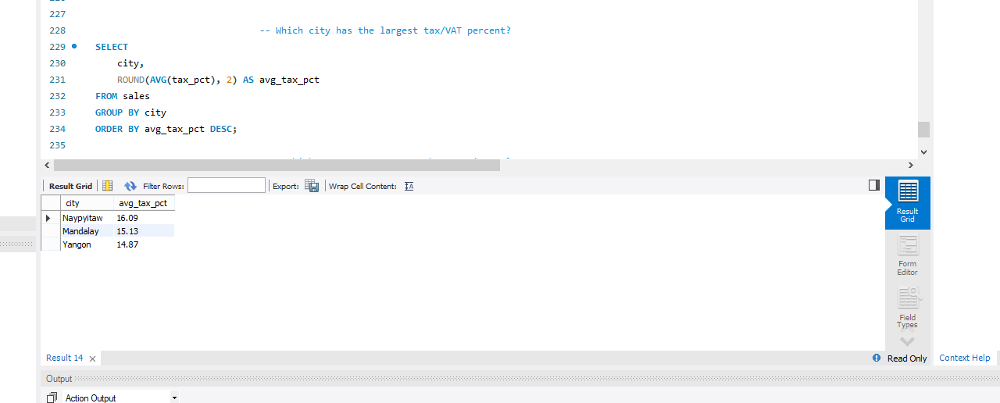 227
228 -- Which city has the largest tax/VAT percent?
229 SELECT
230 city,
231 ROUND(AVG(tax_pct), 2) AS avg_tax_pct
232 FROM sales
233 GROUP BY city
234 ORDER BY avg_tax_pct DESC;
235
Result Grid Filter Rows: Export: Wrap Cell Content:
city avg_tax_pct
Naypyitaw 16.09
Mandalay 15.13
Yangon 14.87
Result
Grid
Form
Editor
Field
Types
Result 14
Read Only Context Help
Output
Action Output